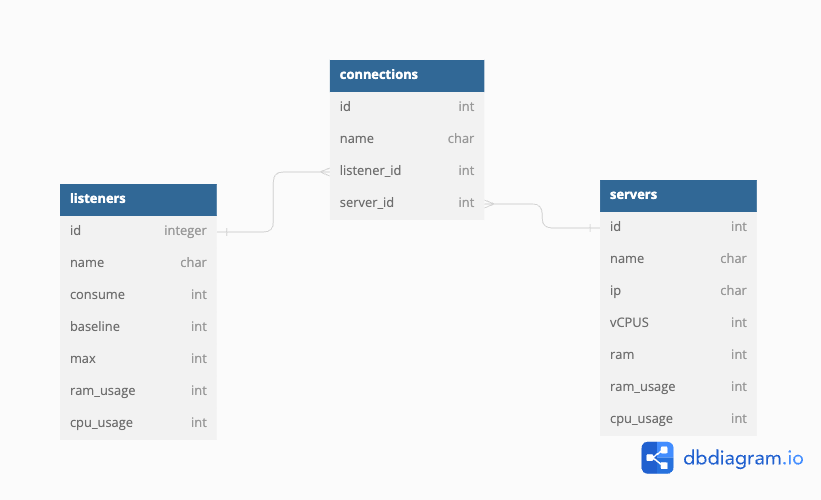 connections
id int
name char
listener_id int
server_id int
listeners
id integer
name char
consume int
baseline int
max int
ram_usage int
cpu_usage int
servers
id int
name char
ip char
vCPUS int
ram int
ram_usage int
cpu_usage int
dbdiagram.io